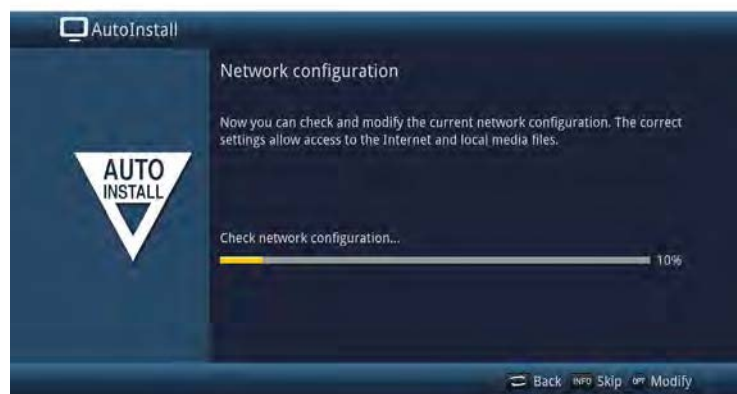 AutoInstall
Network configuration
Now you can check and modify the current network configuration. The correct
settings allow access to the Internet and local media files.
AUTO
INSTALL
Check network configuration...
10%
Back INFO Skip OPT Modify